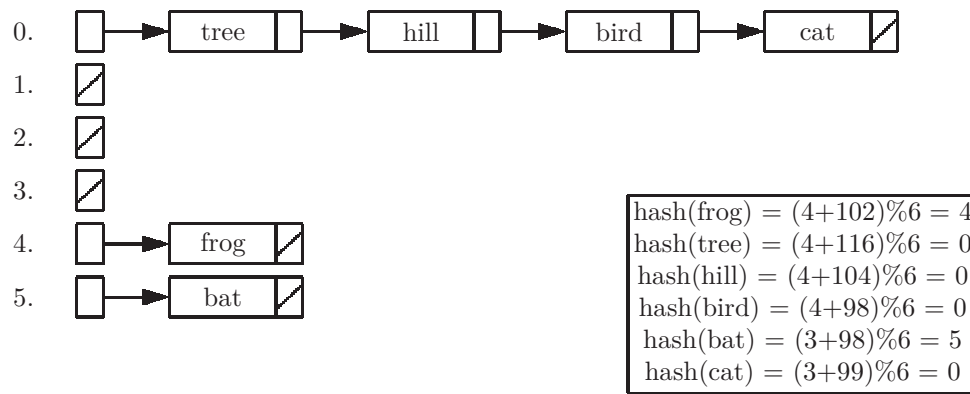 0. tree hill bird cat
1.
2.
3.
4. frog
5. bat
hash(frog) = (4+102)%6 = 4
hash(tree) = (4+116)%6 = 0
hash(hill) = (4+104)%6 = 0
hash(bird) = (4+98)%6 = 0
hash(bat) = (3+98)%6 = 5
hash(cat) = (3+99)%6 = 0